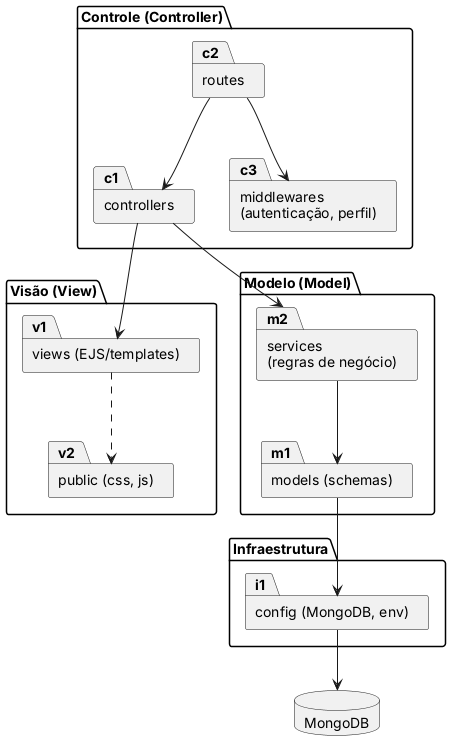 Controle (Controller)
c2
routes
c1
controllers
c3
middlewares
(autenticação, perfil)
Visão (View)
v1
views (EJS/templates)
v2
public (css, js)
Modelo (Model)
m2
services
(regras de negócio)
m1
models (schemas)
Infraestrutura
i1
config (MongoDB, env)
MongoDB